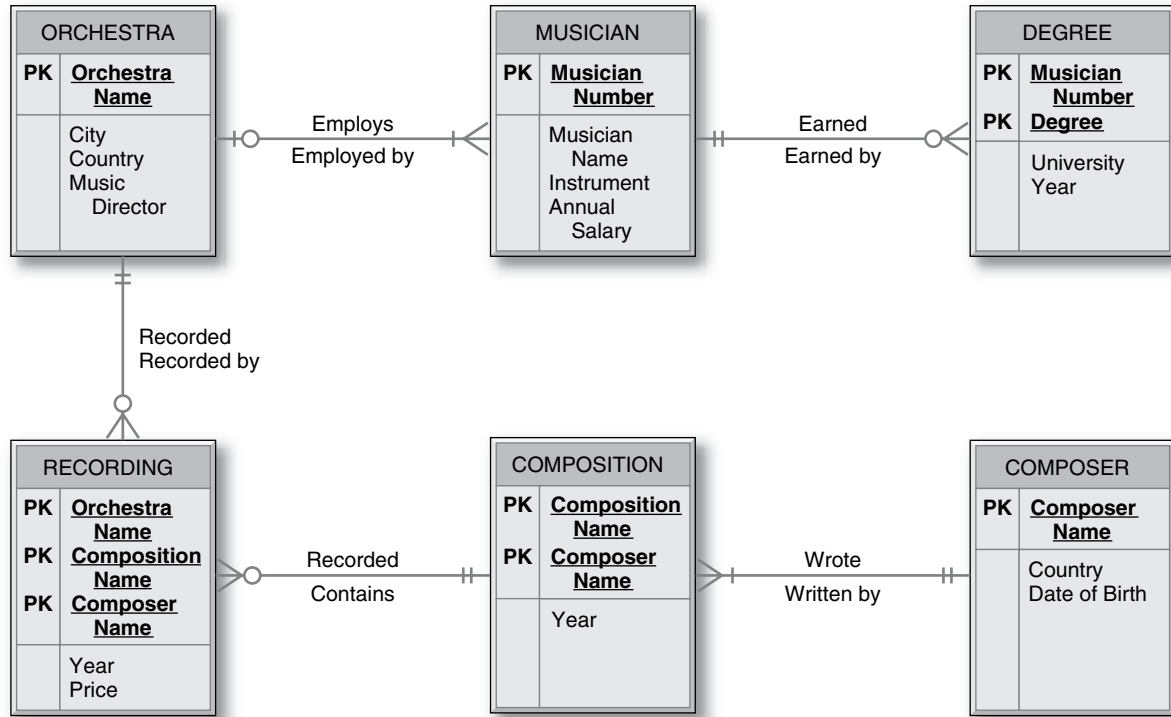 ORCHESTRA
PK Orchestra
Name
City
Country
Music
Director
Employs
Employed by
MUSICIAN
PK Musician
Number
Musician
Name
Instrument
Annual
Salary
Earned
Earned by
DEGREE
PK Musician
Number
PK Degree
University
Year
Recorded
Recorded by
RECORDING
PK Orchestra
Name
PK Composition
Name
PK Composer
Name
Year
Price
Recorded
Contains
COMPOSITION
PK Composition
Name
PK Composer
Name
Year
Wrote
Written by
COMPOSER
PK Composer
Name
Country
Date of Birth